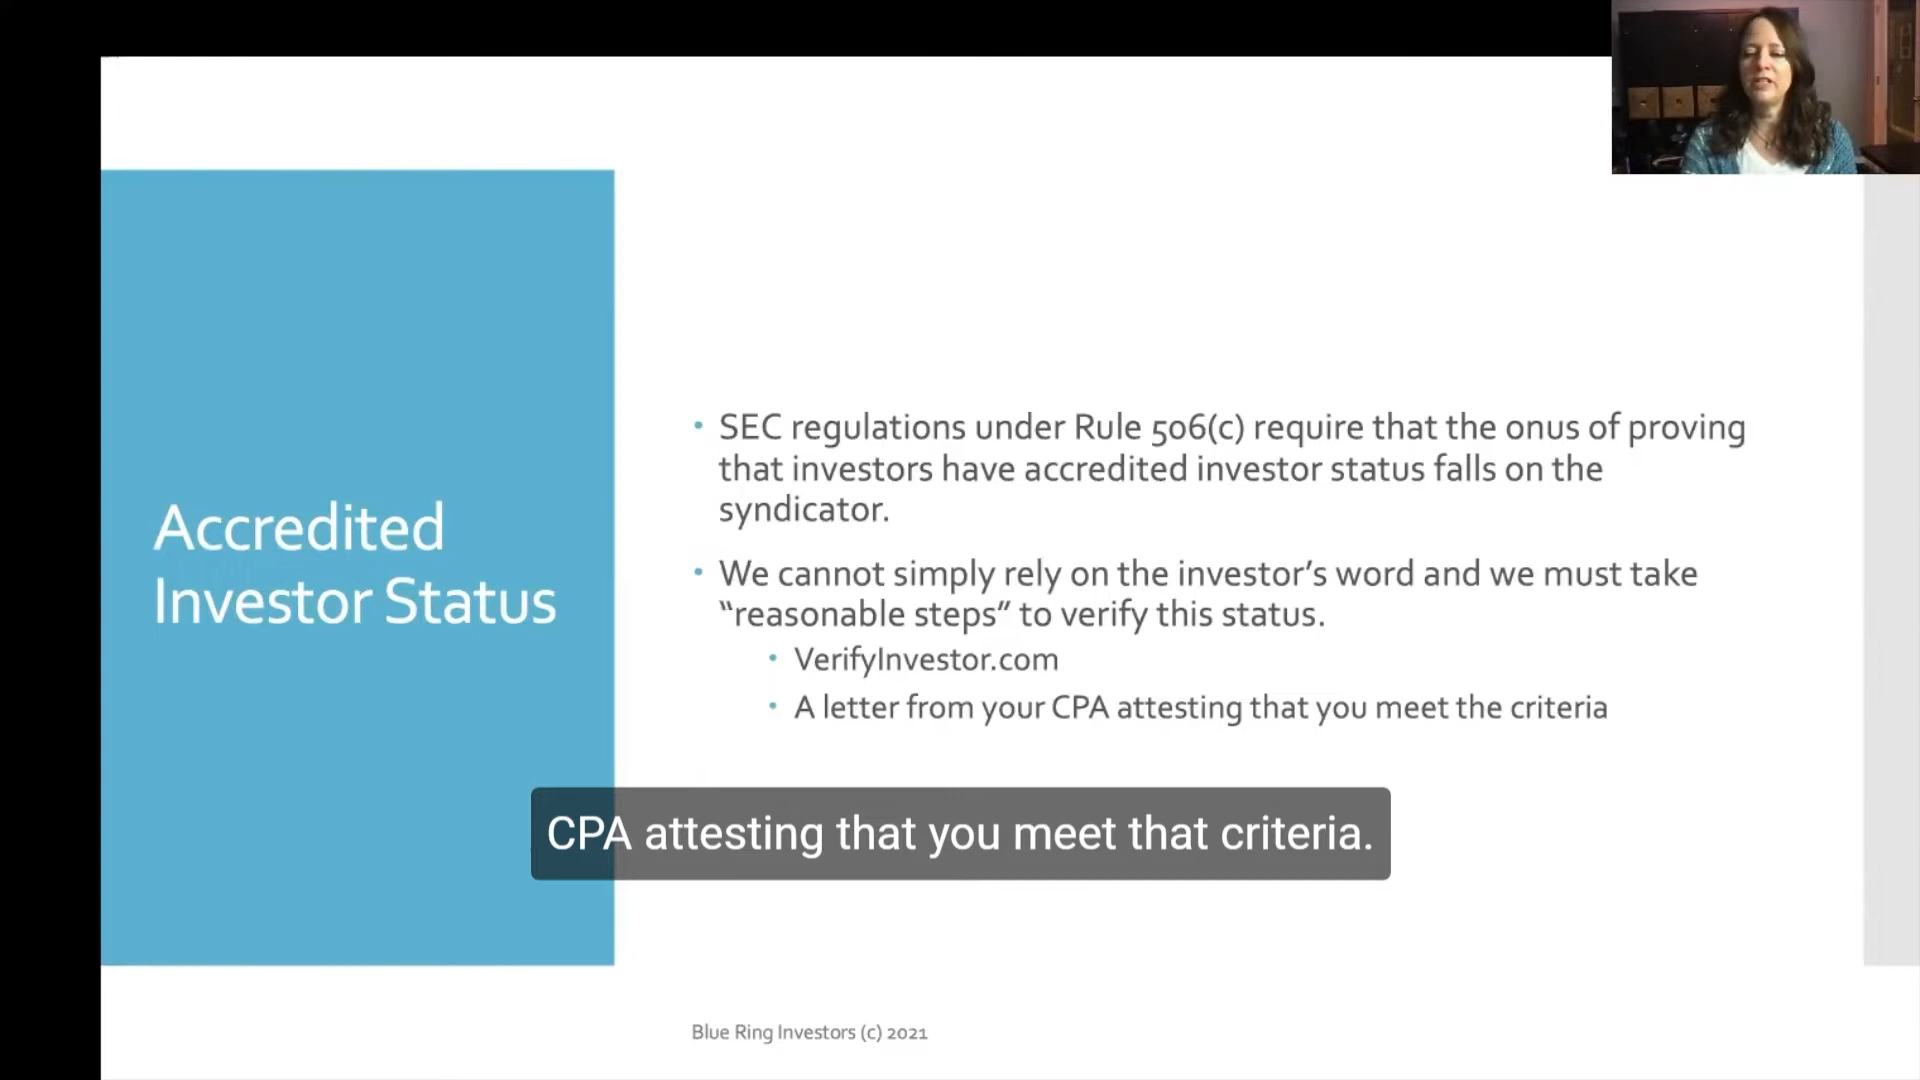 Accredited
Investor Status
• SEC regulations under Rule 506(c) require that the onus of proving
that investors have accredited investor status falls on the
syndicator.
• We cannot simply rely on the investor’s word and we must take
“reasonable steps” to verify this status.
• VerifyInvestor.com
• A letter from your CPA attesting that you meet the criteria
CPA attesting that you meet that criteria.
Blue Ring Investors (c) 2021